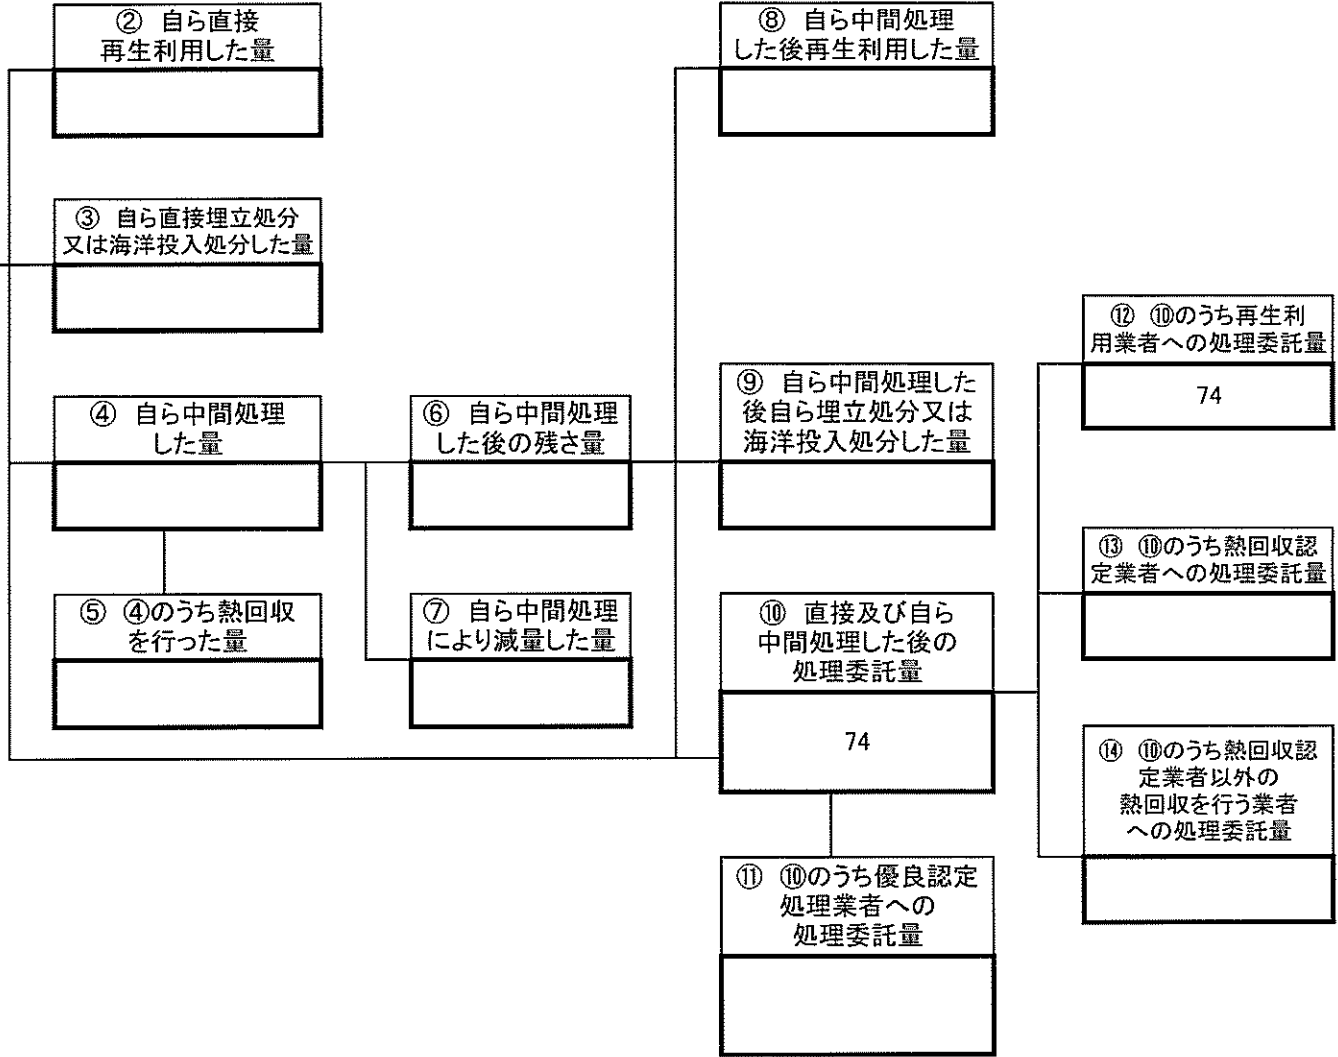 ② 自ら直接
再生利用した量
⑧ 自ら中間処理
した後再生利用した量
③ 自ら直接埋立処分
又は海洋投入処分した量
⑫ ⑩のうち再生利
用業者への処理委託量
74
④ 自ら中間処理
した量
⑥ 自ら中間処理
した後の残さ量
⑨ 自ら中間処理した
後自ら埋立処分又は
海洋投入処分した量
⑬ ⑩のうち熱回収認
定業者への処理委託量
⑤ ④のうち熱回収
を行った量
⑦ 自ら中間処理
により減量した量
⑩ 直接及び自ら
中間処理した後の
処理委託量
74
⑭ ⑩のうち熱回収認
定業者以外の
熱回収を行う業者
への処理委託量
⑪ ⑩のうち優良認定
処理業者への
処理委託量